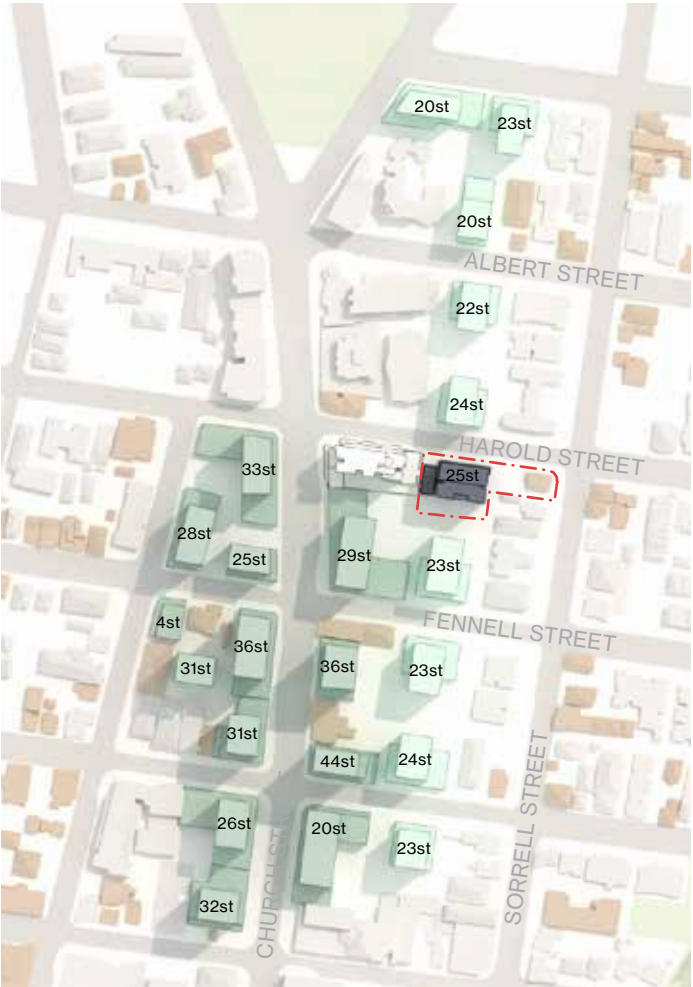 20st
23st
20st
ALBERT STREET
22st
24st
HAROLD STREET
33st
25st
28st
25st
29st
23st
FENNELL STREET
4st
36st
31st
36st
23st
31st
44st
24st
SORRELL STREET
26st
20st
23st
CHURCH ST
32st